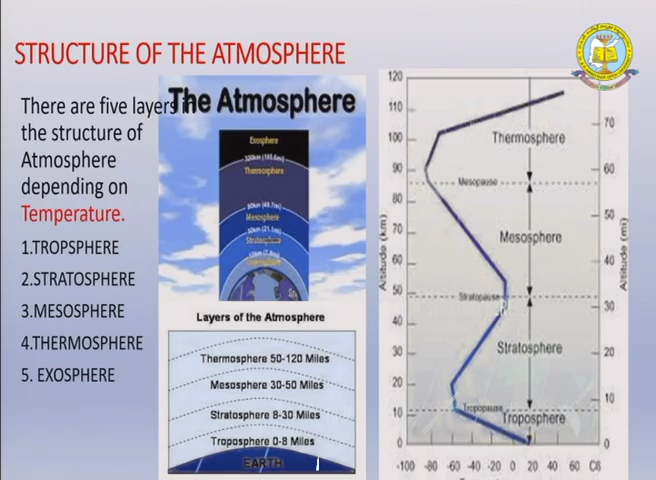 STRUCTURE OF THE ATMOSPHERE
There are five layers in
the structure of
Atmosphere
depending on
Temperature.
1.TROPSPHERE
2.STRATOSPHERE
3.MESOSPHERE
4.THERMOSPHERE
5. EXOSPHERE
The Atmosphere
Exosphere
Thermosphere
Mesosphere
Stratosphere
Layers of the Atmosphere
Thermosphere 50-120 Miles
Mesosphere 30-50 Miles
Stratosphere 8-30 Miles
Troposphere 0-8 Miles
EARTH
Altitude (km)
120
110
100
90
80
70
60
50
40
30
20
10
0
Thermosphere
Mesopause
Mesosphere
Stratopause
Stratosphere
Tropopause
Troposphere
70
60
50
40
30
20
10
0
Altitude (mi)
-100 -80 -60 -40 -20 0 20 40 60